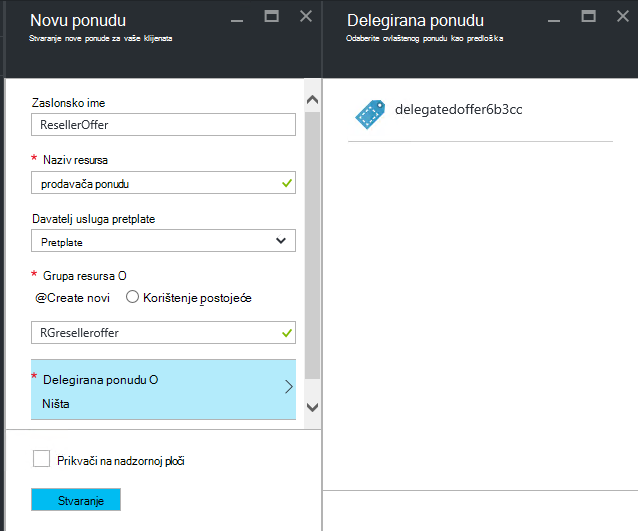 Novu ponudu
Stvaranje nove ponude za vaše klijenata
Zaslonsko ime
ResellerOffer
* Naziv resursa
prodavača ponudu
Davatelj usluga pretplate
Pretplate
* Grupa resursa O
@Create novi
Korištenje postojeće
RGreselleroffer
* Delegirana ponudu O
Ništa
Prikvači na nadzornoj ploči
Stvaranje
Delegirana ponudu
Odaberite ovlaštenog ponudu kao predloška
delegatedoffer6b3cc